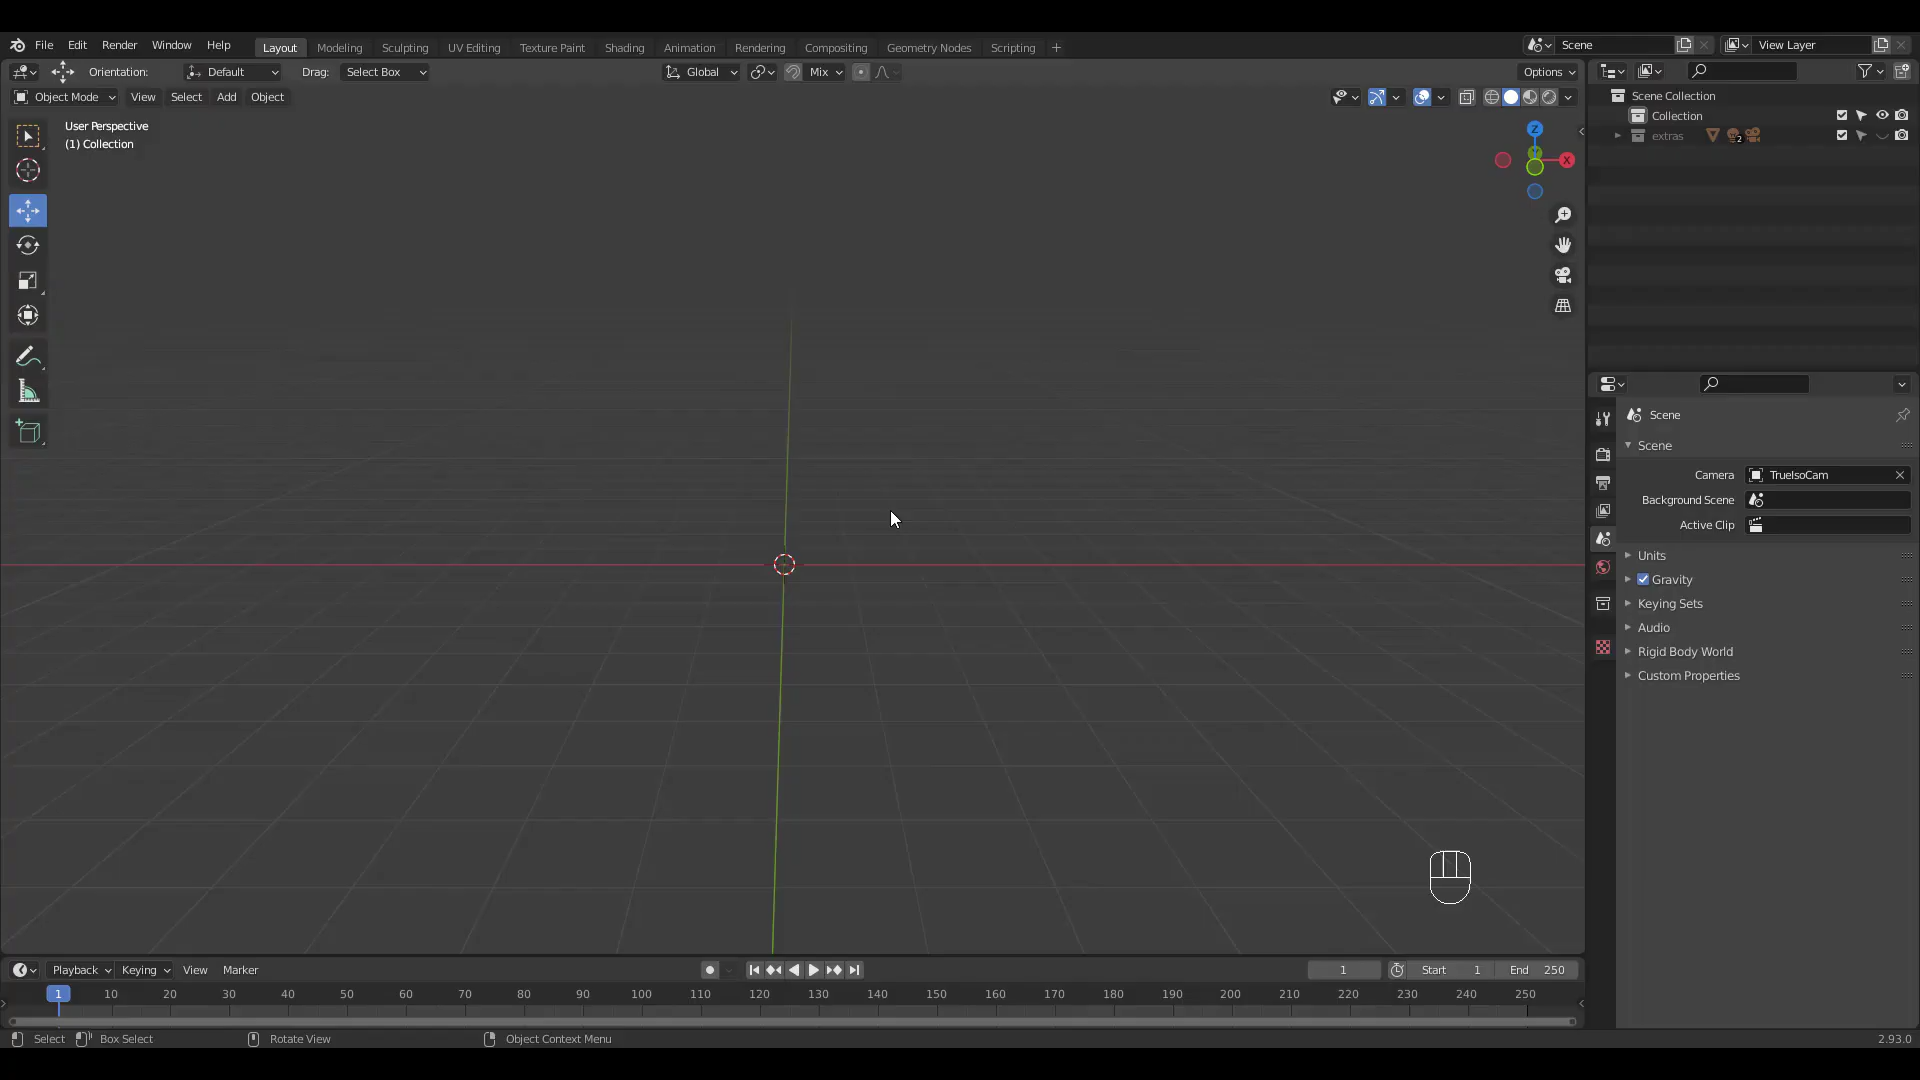 File Edit Render Window Help Layout Modeling Sculpting UV Editing Texture Paint Shading Animation Rendering Compositing Geometry Nodes Scripting + Scene View Layer
Orientation: Default Drag: Select Box Global Mix Options
Object Mode View Select Add Object
User Perspective
(1) Collection
Z
X
Scene Collection
Collection
extras 2
Scene
Scene
Camera TrueIsoCam
Background Scene
Active Clip
Units
Gravity
Keying Sets
Audio
Rigid Body World
Custom Properties
Playback Keying View Marker 1 Start 1 End 250
1 10 20 30 40 50 60 70 80 90 100 110 120 130 140 150 160 170 180 190 200 210 220 230 240 250
Select Box Select Rotate View Object Context Menu 2.93.0